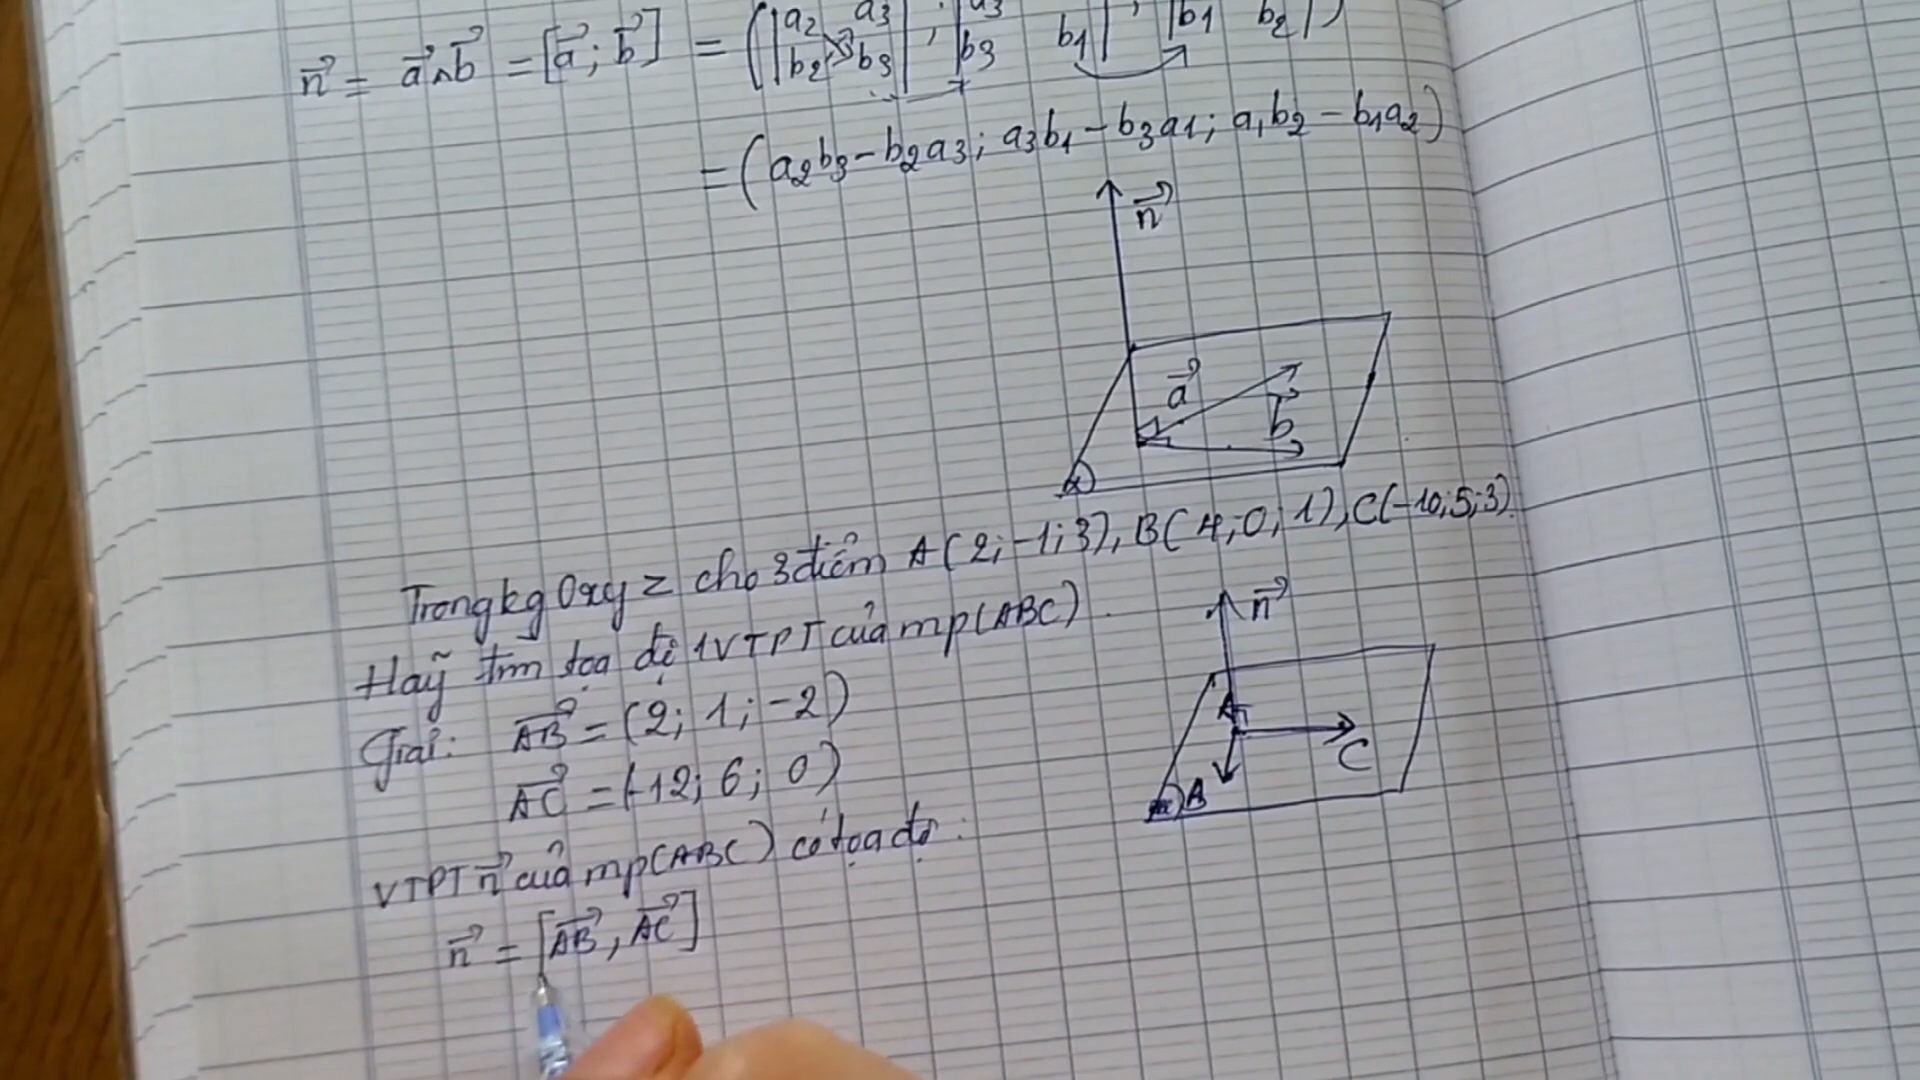 n⃗ = a⃗ ∧ b⃗ = [a⃗ ; b⃗] = (|a2 a3; b2 b3| ; |a3; b3 b1| ; |b1 b2|)
= (a2b3 - b2a3 ; a3b1 - b3a1 ; a1b2 - b1a2)
n⃗
a⃗
b⃗
α
Trong kg Oxyz cho 3 điểm A(2; -1; 3), B(4; 0; 1), C(-10; 5; 3).
Hãy tìm tọa độ 1 VTPT của mp(ABC).
n⃗
Giải: AB⃗ = (2; 1; -2)
A
C
AC⃗ = (-12; 6; 0)
B
VTPT n⃗ của mp(ABC) có tọa độ :
n⃗ = [AB⃗, AC⃗]